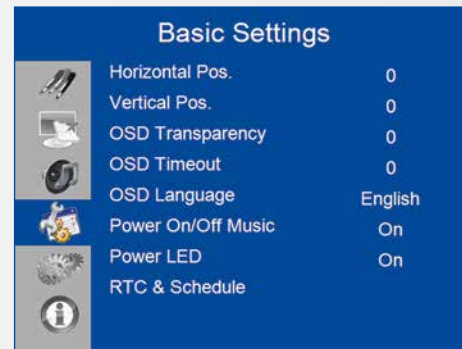 Basic Settings
Horizontal Pos. 0
Vertical Pos. 0
OSD Transparency 0
OSD Timeout 0
OSD Language English
Power On/Off Music On
Power LED On
RTC & Schedule